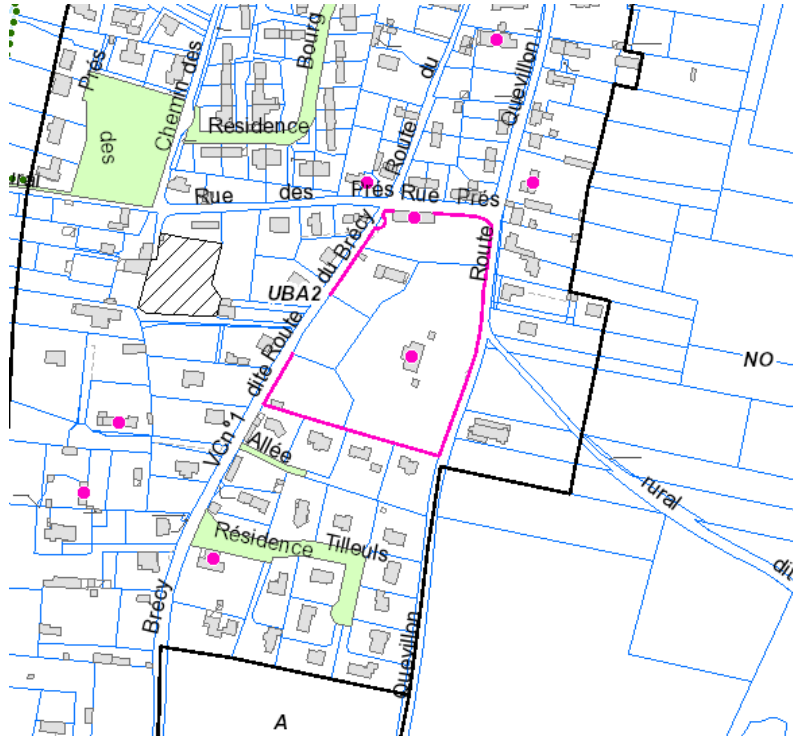 Prés
des
Chemin des
Bourg
Résidence
Route du
Quevillon
Rue des Prés Rue Prés
Route
du Brécy
UBA2
dite Route
VCn°1
NO
Allée
rural
dit
Résidence Tilleuls
Brécy
Quevillon
A